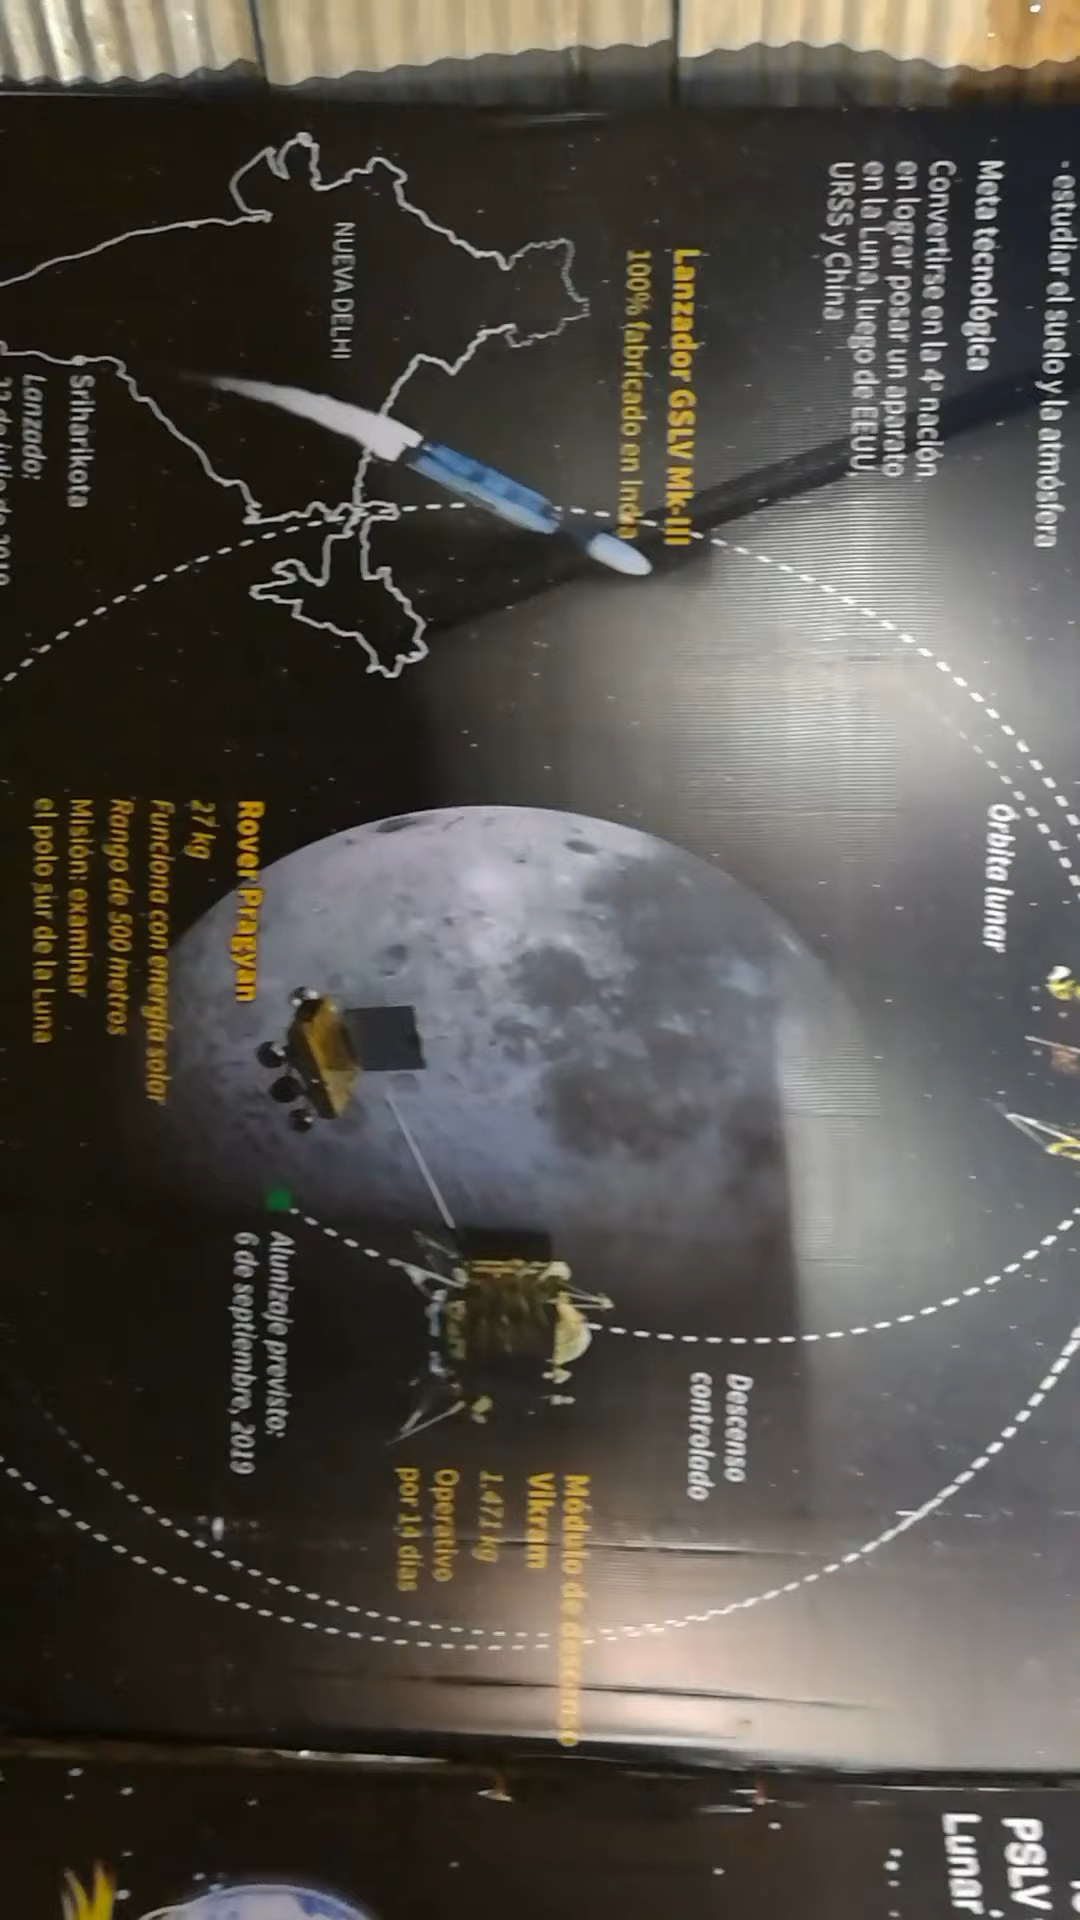 - estudiar el suelo y la atmósfera
Meta técnológica
Convertirse en la 4ª nación
en lograr posar un aparato
en la Luna, luego de EEUU,
URSS y China
Lanzador GSLV Mk-III
100% fabricado en India
NUEVA DELHI
Sriharikota
Lanzado:
Órbita lunar
Rover Pragyan
27 kg
Funciona con energía solar
Rango de 500 metros
Misión: examinar
el polo sur de la Luna
Descenso
controlado
Alunizaje previsto:
6 de septiembre, 2019
Módulo de descenso
Vikram
1.471 kg
Operativo
por 14 días
PSLV
Lunar